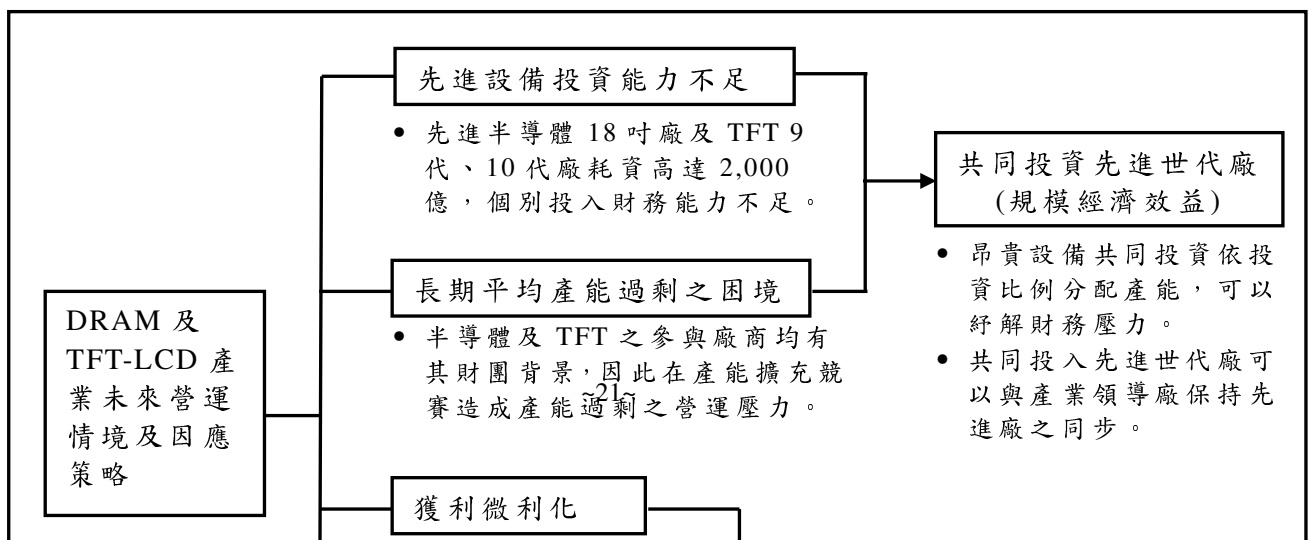 先進設備投資能力不足
• 先進半導體 18 吋廠及 TFT 9
代、10 代廠耗資高達 2,000
億，個別投入財務能力不足。
長期平均產能過剩之困境
• 半導體及 TFT 之參與廠商均有
其財團背景，因此在產能擴充競
賽造成產能過剩之營運壓力。
~21~
獲利微利化
DRAM 及
TFT-LCD 產
業未來營運
情境及因應
策略
共同投資先進世代廠
(規模經濟效益)
• 昂貴設備共同投資依投
資比例分配產能，可以
紓解財務壓力。
• 共同投入先進世代廠可
以與產業領導廠保持先
進廠之同步。